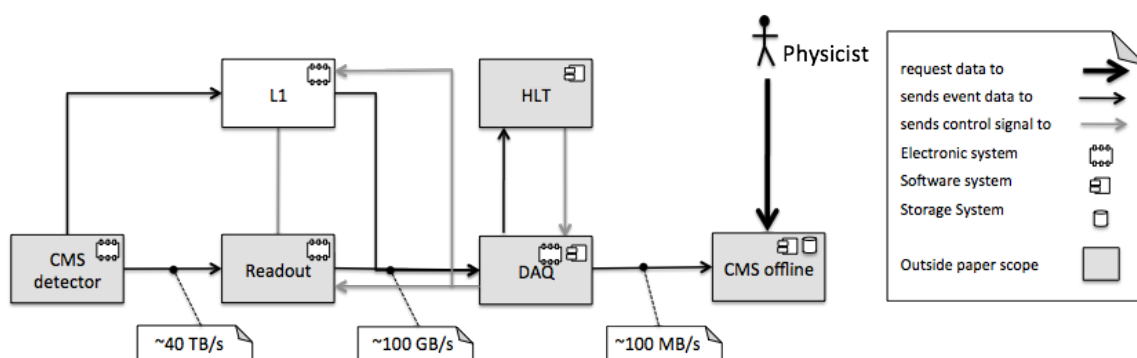 Physicist
L1
HLT
CMS
detector
Readout
DAQ
CMS offline
~40 TB/s
~100 GB/s
~100 MB/s
request data to
sends event data to
sends control signal to
Electronic system
Software system
Storage System
Outside paper scope